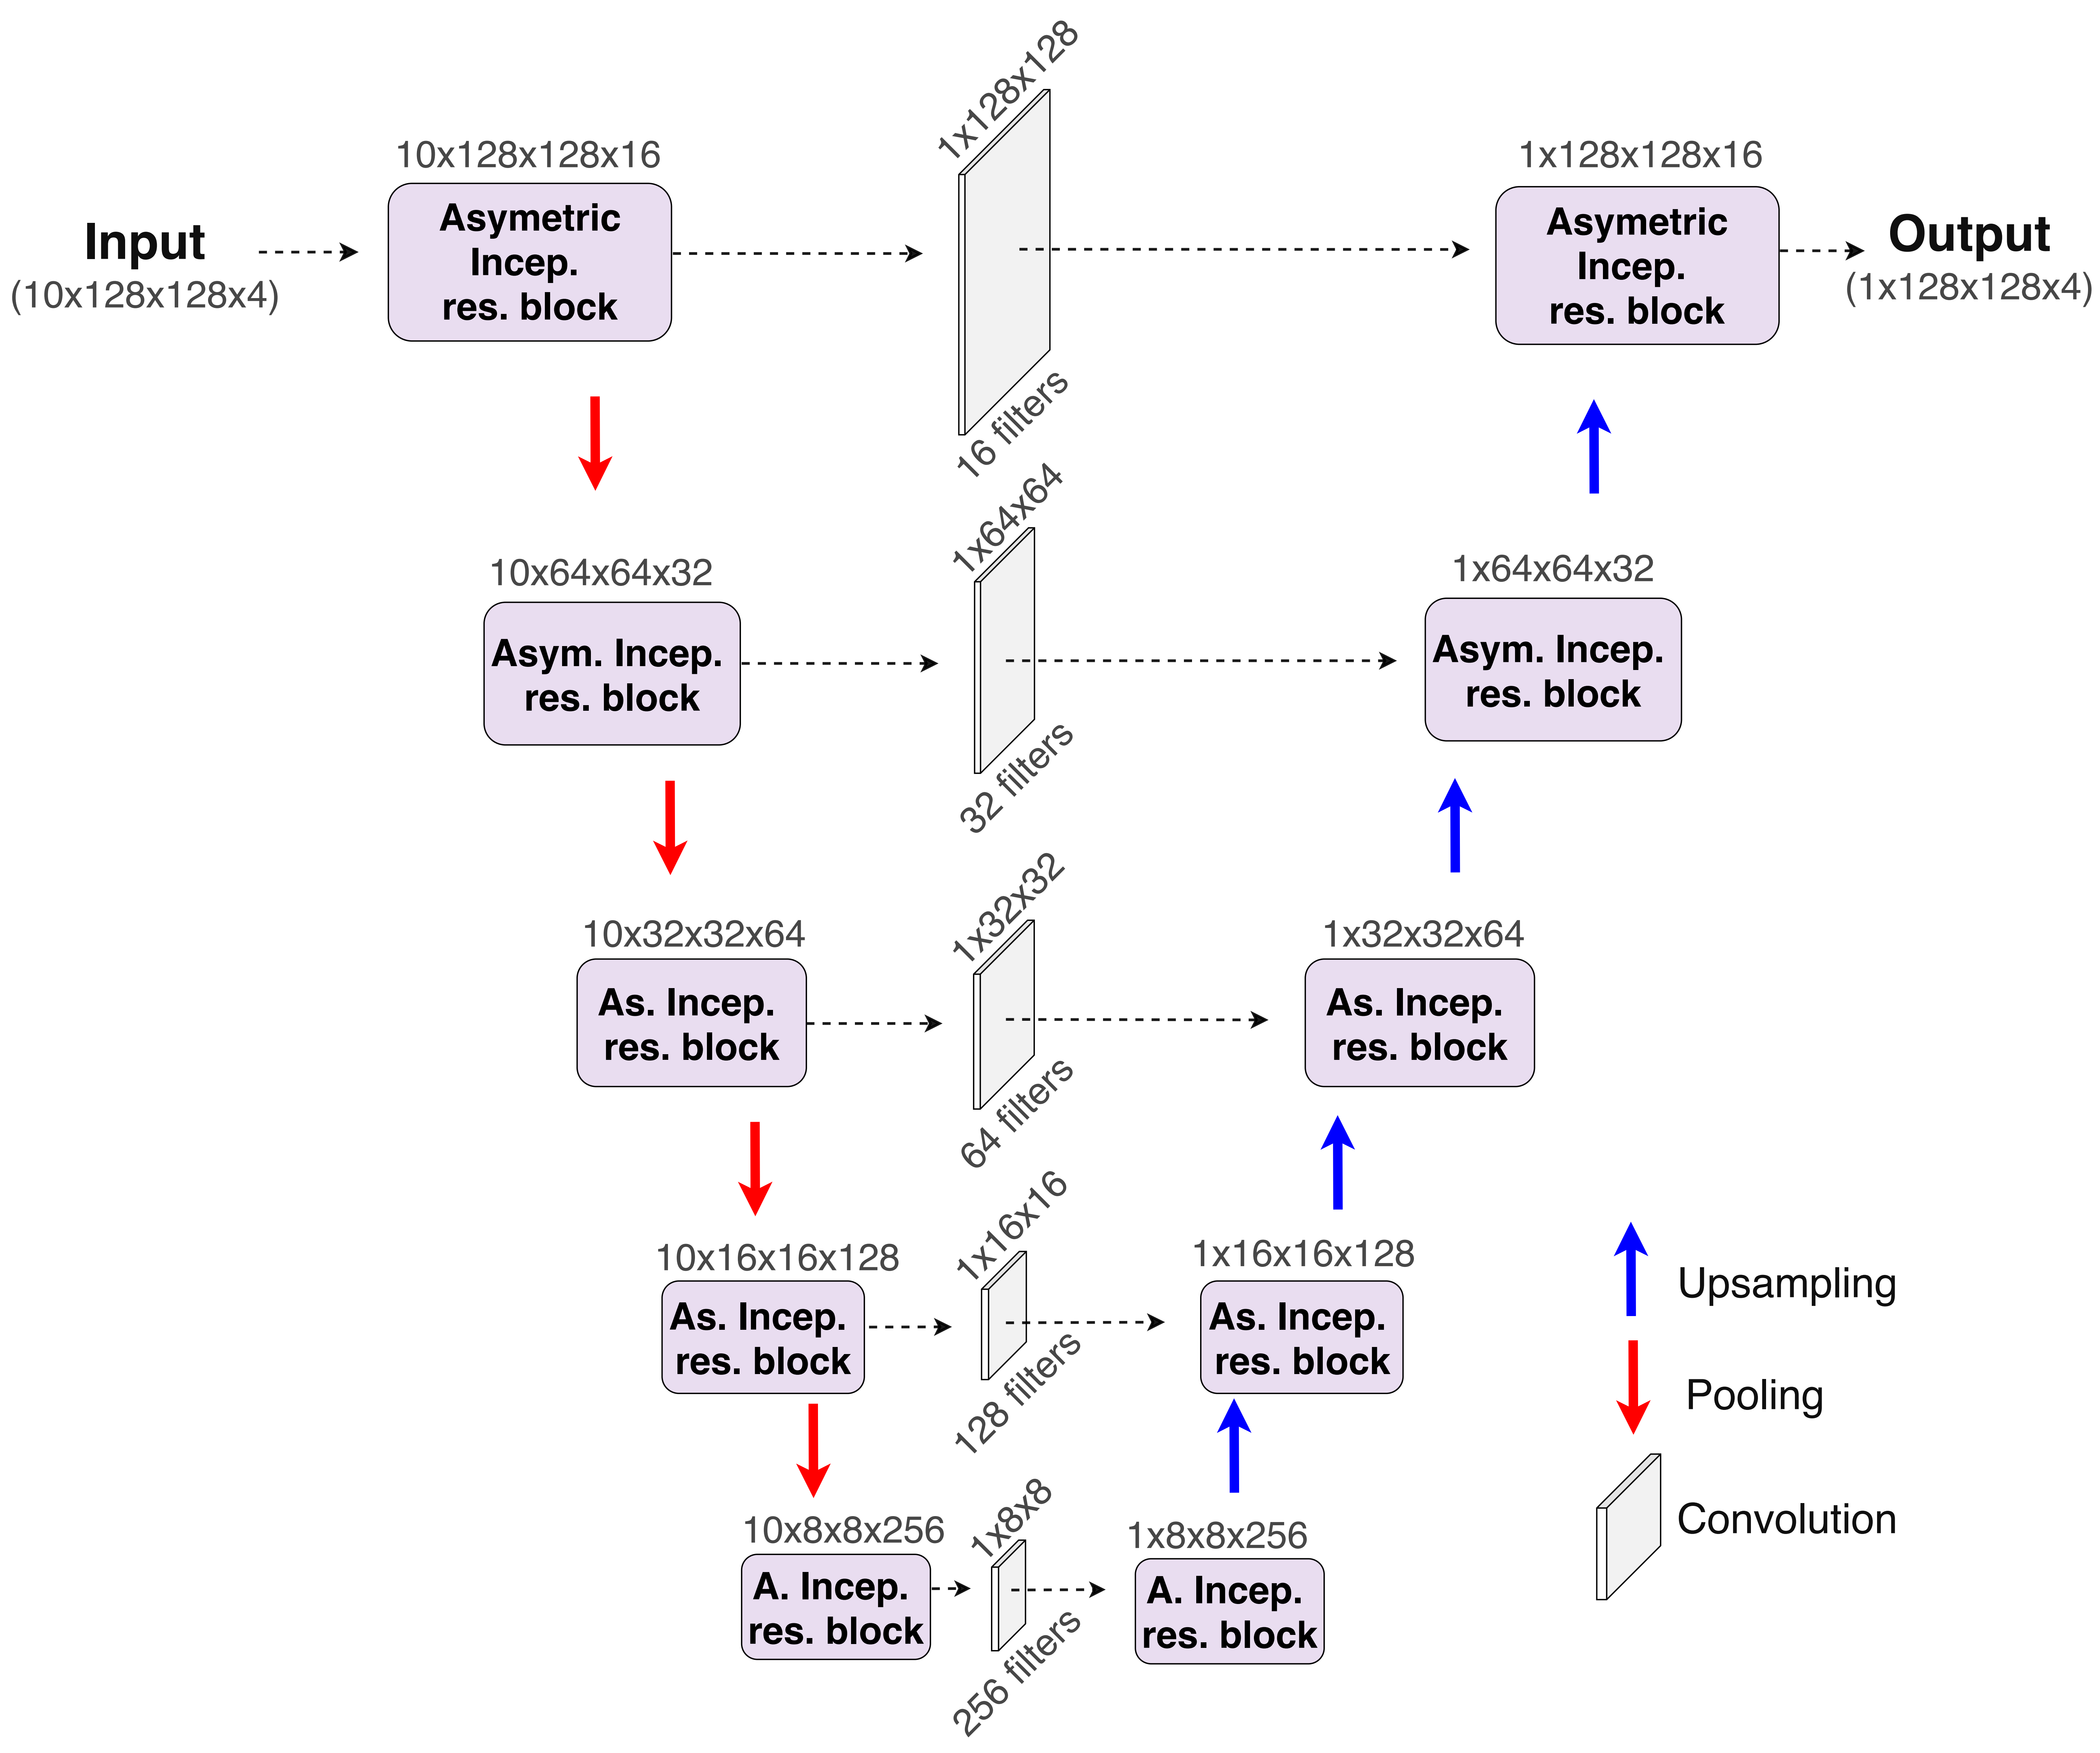 1x128x128
10x128x128x16
1x128x128x16
Input
(10x128x128x4)
Asymetric
Incep.
res. block
Asymetric
Incep.
res. block
Output
(1x128x128x4)
16 filters
1x64x64
10x64x64x32
1x64x64x32
Asym. Incep.
res. block
Asym. Incep.
res. block
32 filters
1x32x32
10x32x32x64
1x32x32x64
As. Incep.
res. block
As. Incep.
res. block
64 filters
1x16x16
10x16x16x128
1x16x16x128
As. Incep.
res. block
As. Incep.
res. block
128 filters
1x8x8
10x8x8x256
1x8x8x256
A. Incep.
res. block
A. Incep.
res. block
256 filters
Upsampling
Pooling
Convolution